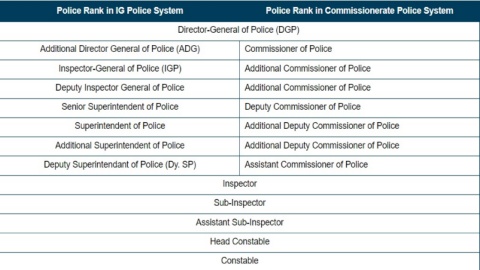 Police Rank in IG Police System Police Rank in Commissionerate Police System
Director-General of Police (DGP)
Additional Director General of Police (ADG) Commissioner of Police
Inspector-General of Police (IGP) Additional Commissioner of Police
Deputy Inspector General of Police Additional Commissioner of Police
Senior Superintendent of Police Deputy Commissioner of Police
Superintendent of Police Additional Deputy Commissioner of Police
Additional Superintendent of Police Additional Deputy Commissioner of Police
Deputy Superintendant of Police (Dy. SP) Assistant Commissioner of Police
Inspector
Sub-Inspector
Assistant Sub-Inspector
Head Constable
Constable